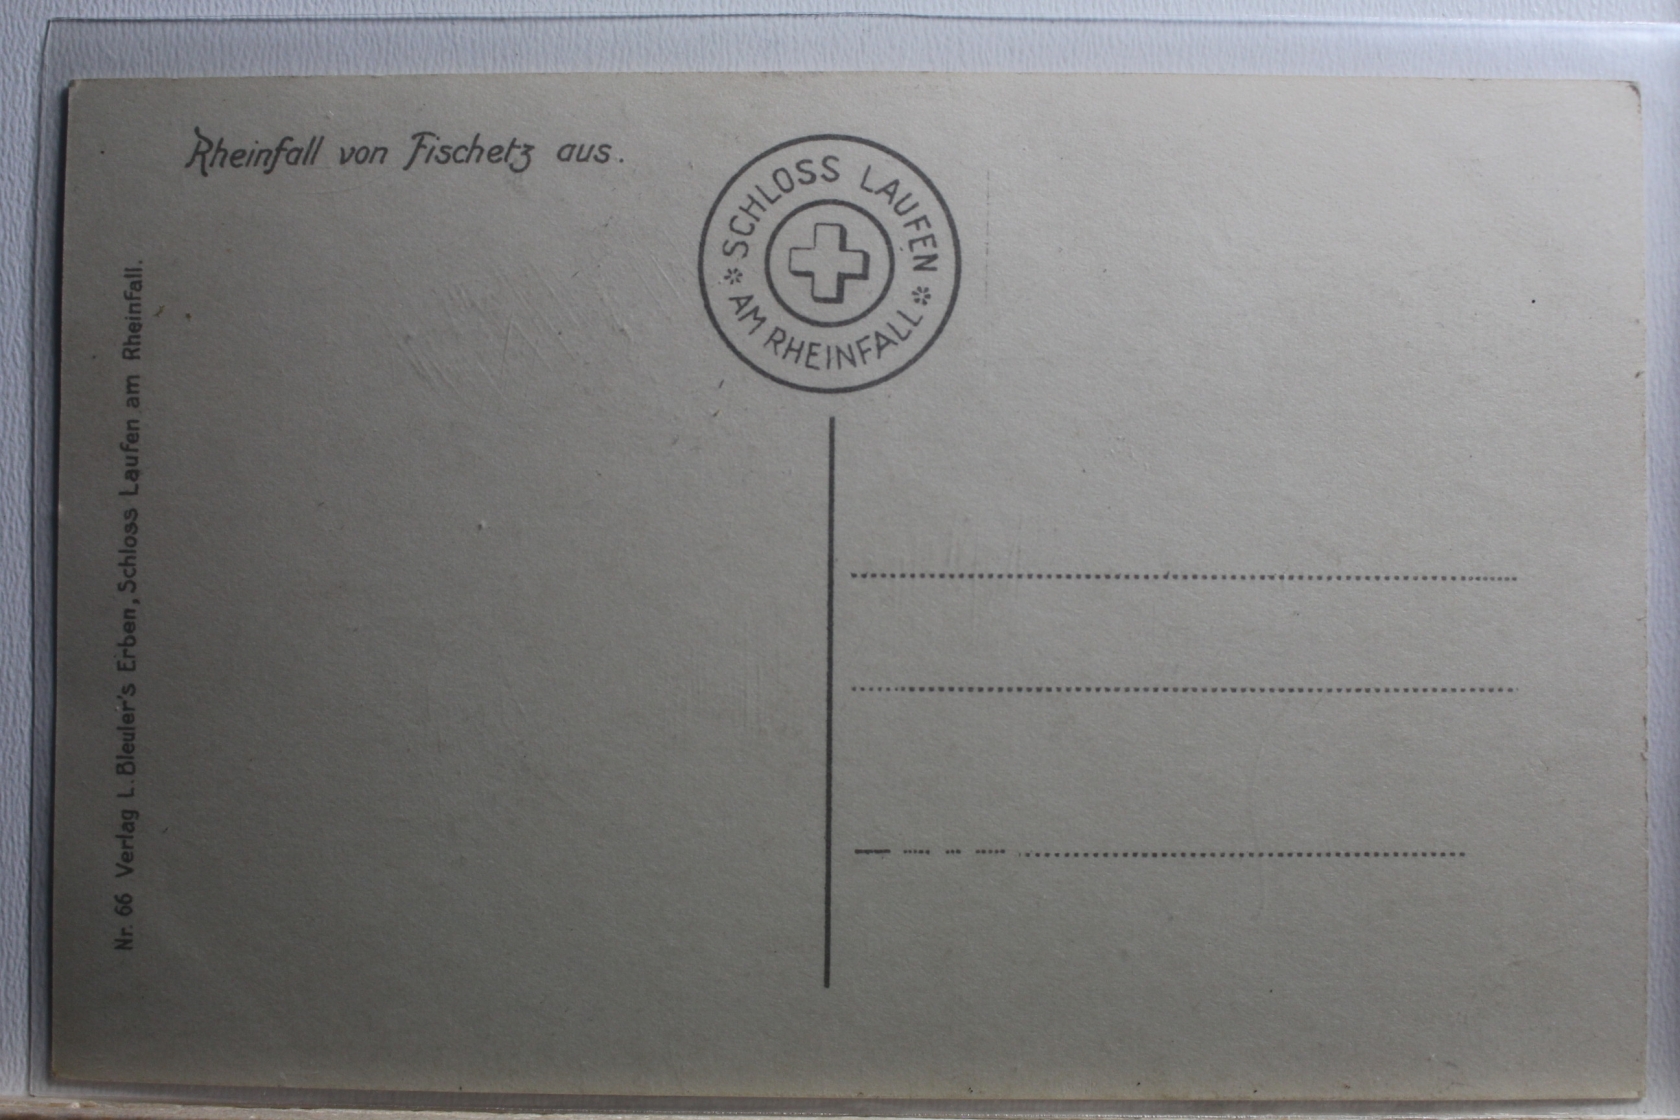 Rheinfall von Fischetz aus.
SCHLOSS LAUFEN
AM RHEINFALL
Nr. 66 Verlag L. Bleuler's Erben, Schloss Laufen am Rheinfall.